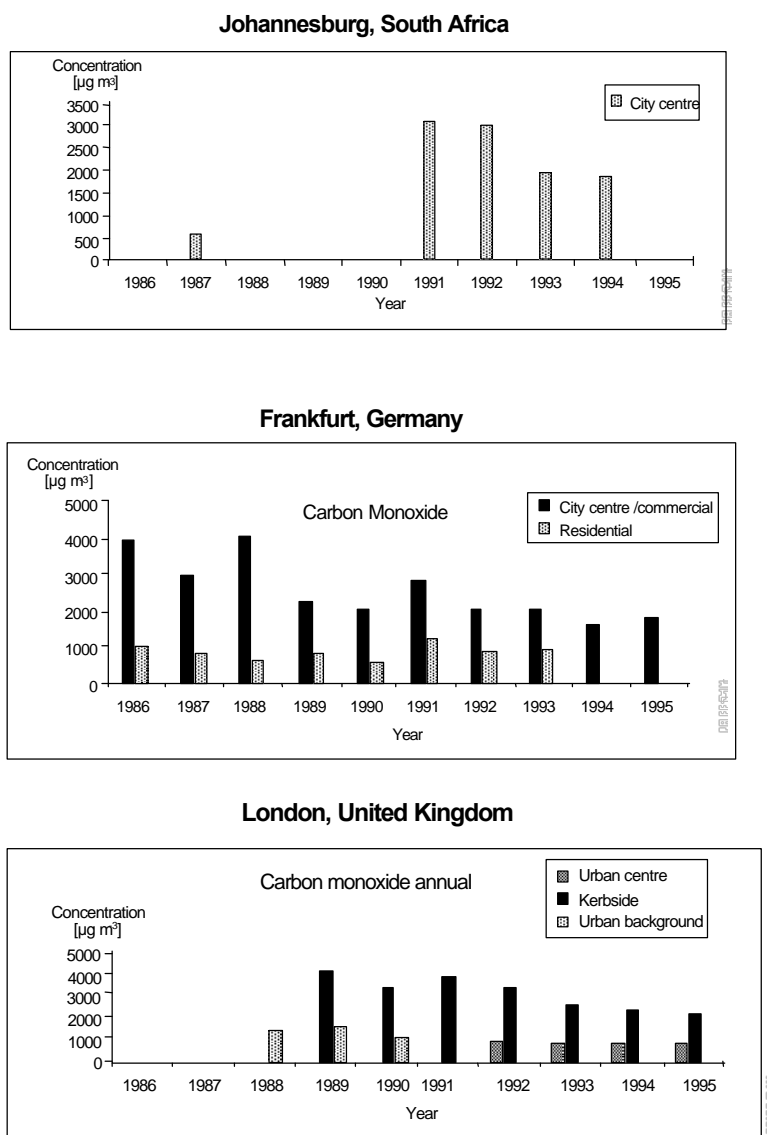 Johannesburg, South Africa
Concentration
[µg m3]
City centre
3500
3000
2500
2000
1500
1000
500
0
1986 1987 1988 1989 1990 1991 1992 1993 1994 1995
Year
Frankfurt, Germany
Concentration
[µg m3]
Carbon Monoxide
City centre /commercial
Residential
5000
4000
3000
2000
1000
0
1986 1987 1988 1989 1990 1991 1992 1993 1994 1995
Year
London, United Kingdom
Carbon monoxide annual
Urban centre
Kerbside
Urban background
Concentration
[µg m3]
5000
4000
3000
2000
1000
0
1986 1987 1988 1989 1990 1991 1992 1993 1994 1995
Year